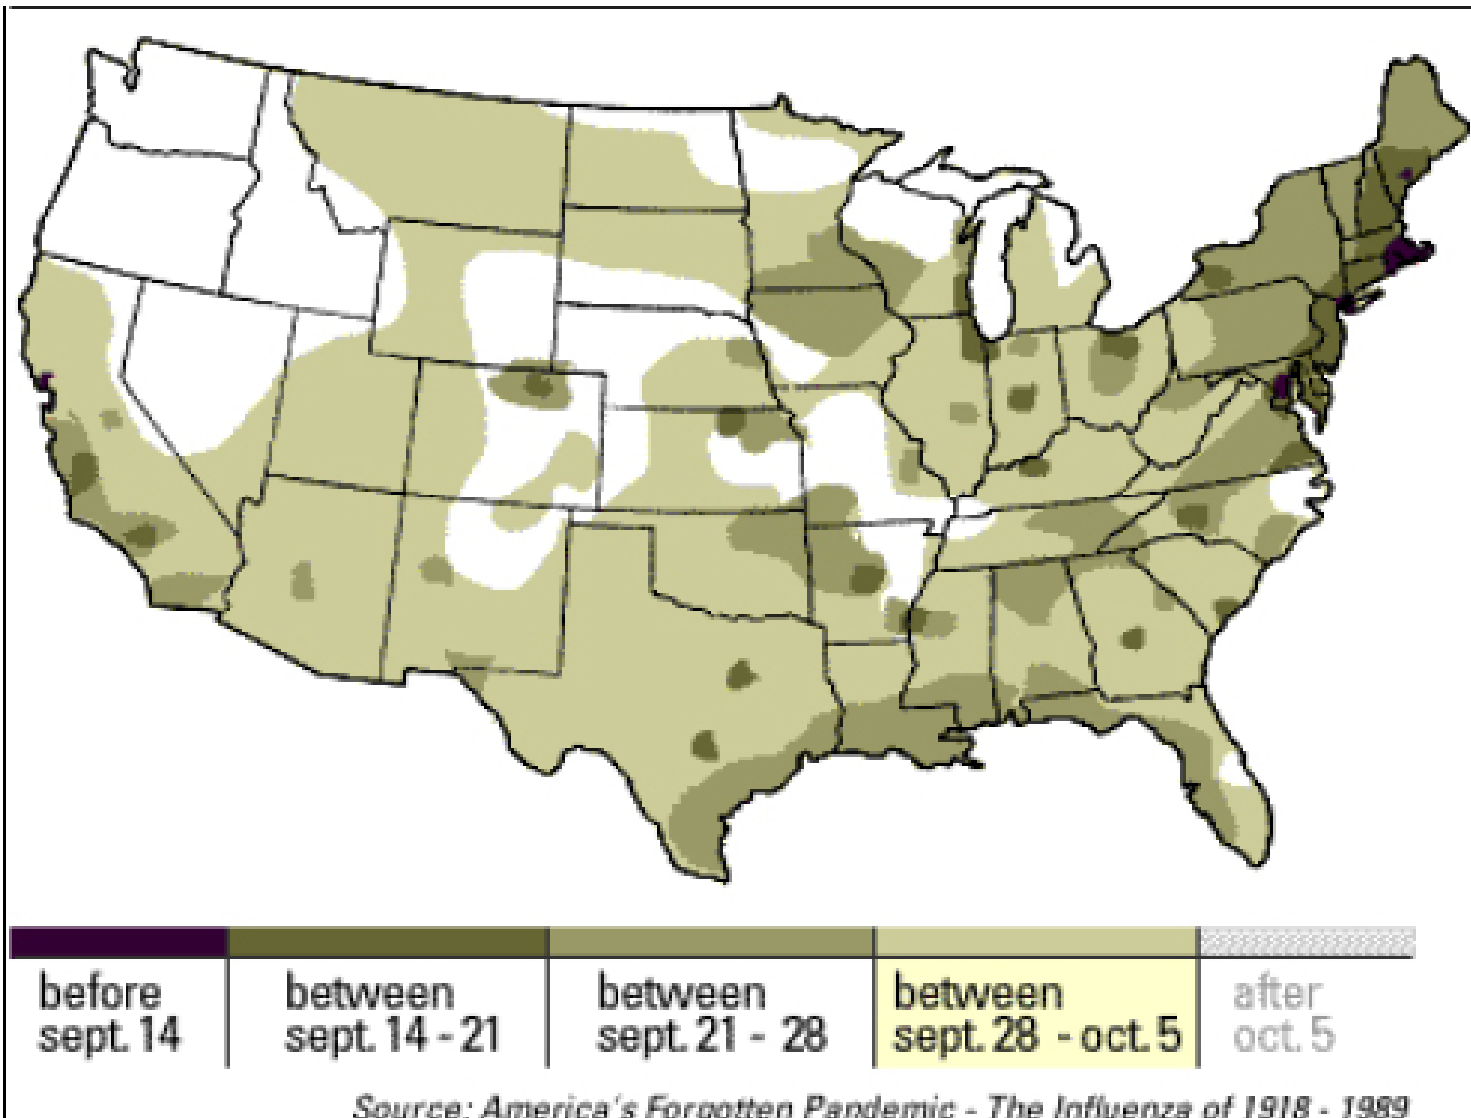 before
sept. 14
between
sept. 14 - 21
between
sept. 21 - 28
between
sept. 28 - oct. 5
after
oct. 5
Source: America's Forgotten Pandemic - The Influenza of 1918 - 1989